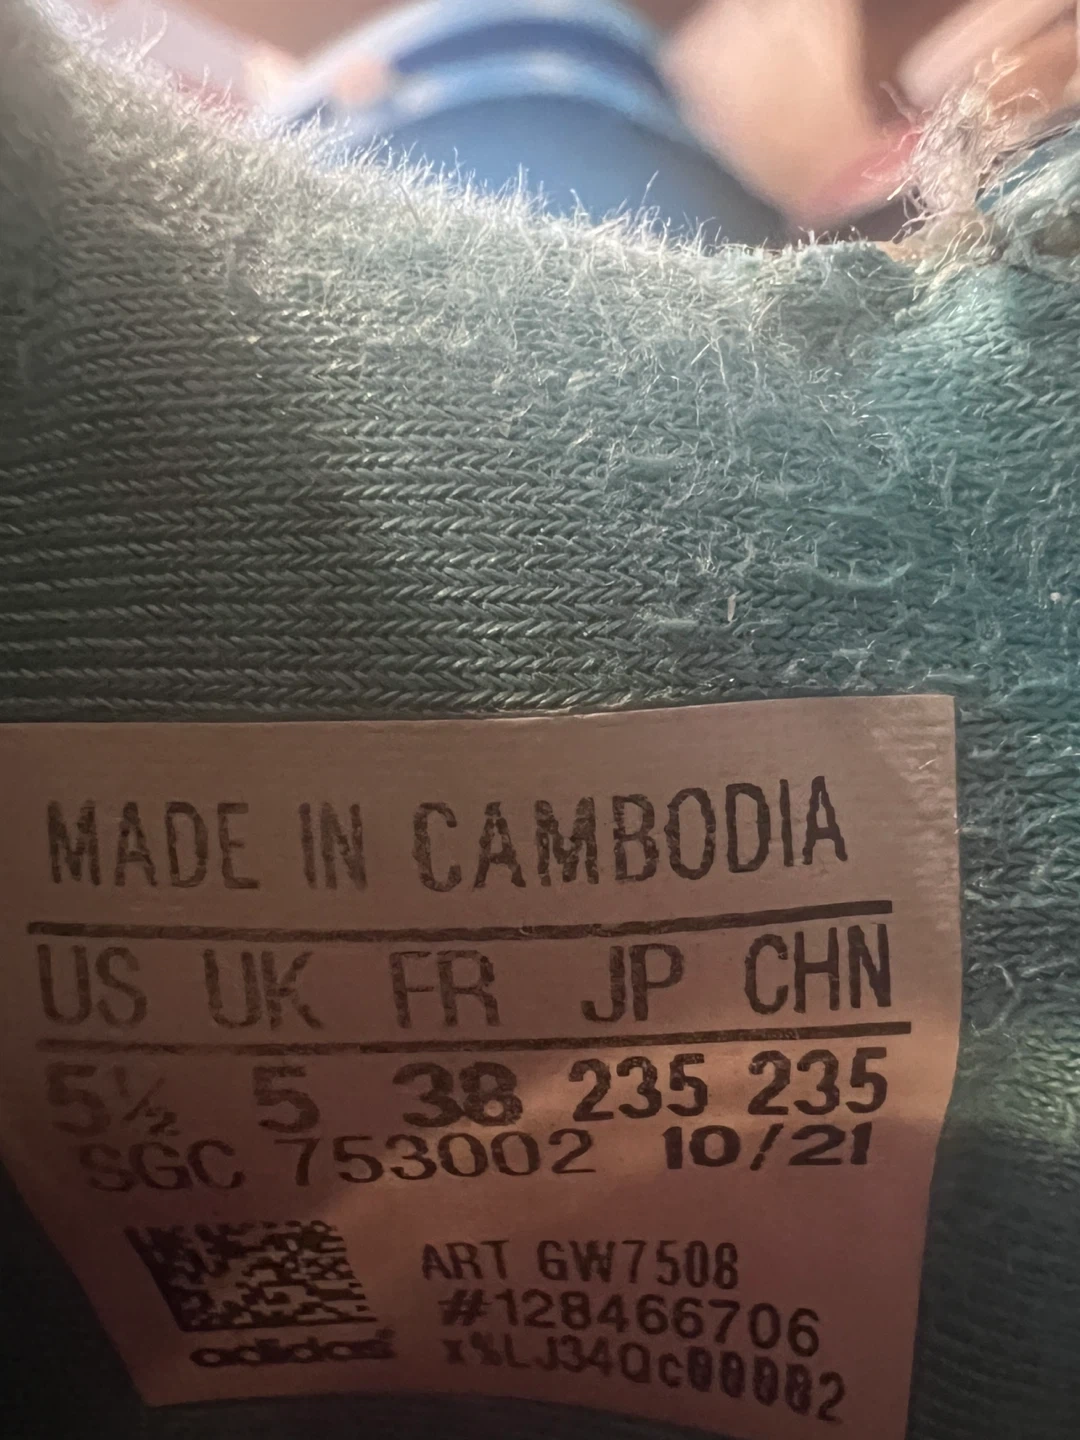 MADE IN CAMBODIA
US UK FR JP CHN
5½ 5 38 235 235
SGC 753002 10/21
ART GW7508
#128466706
adidas